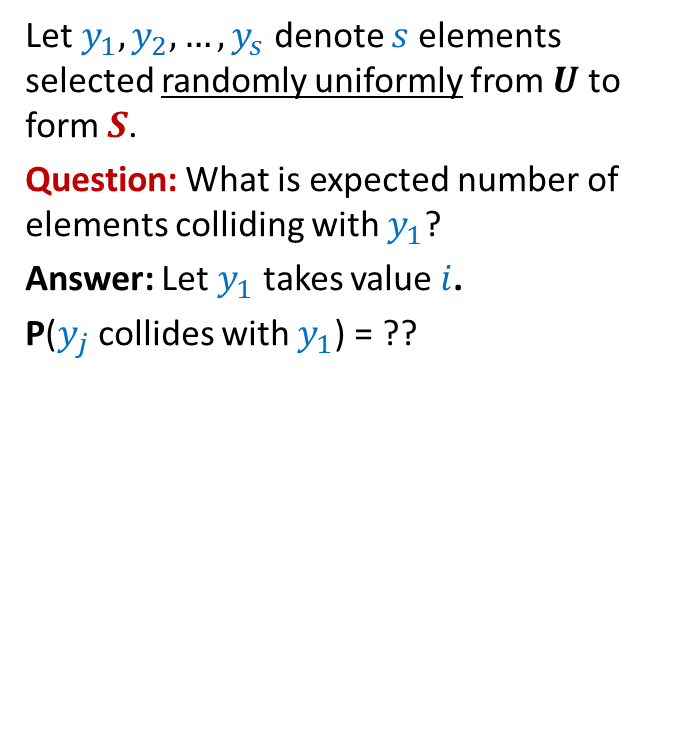 Let y₁, y₂, …, yₛ denote s elements
selected randomly uniformly from U to
form S.
Question: What is expected number of
elements colliding with y₁?
Answer: Let y₁ takes value i.
P(yⱼ collides with y₁) = ??